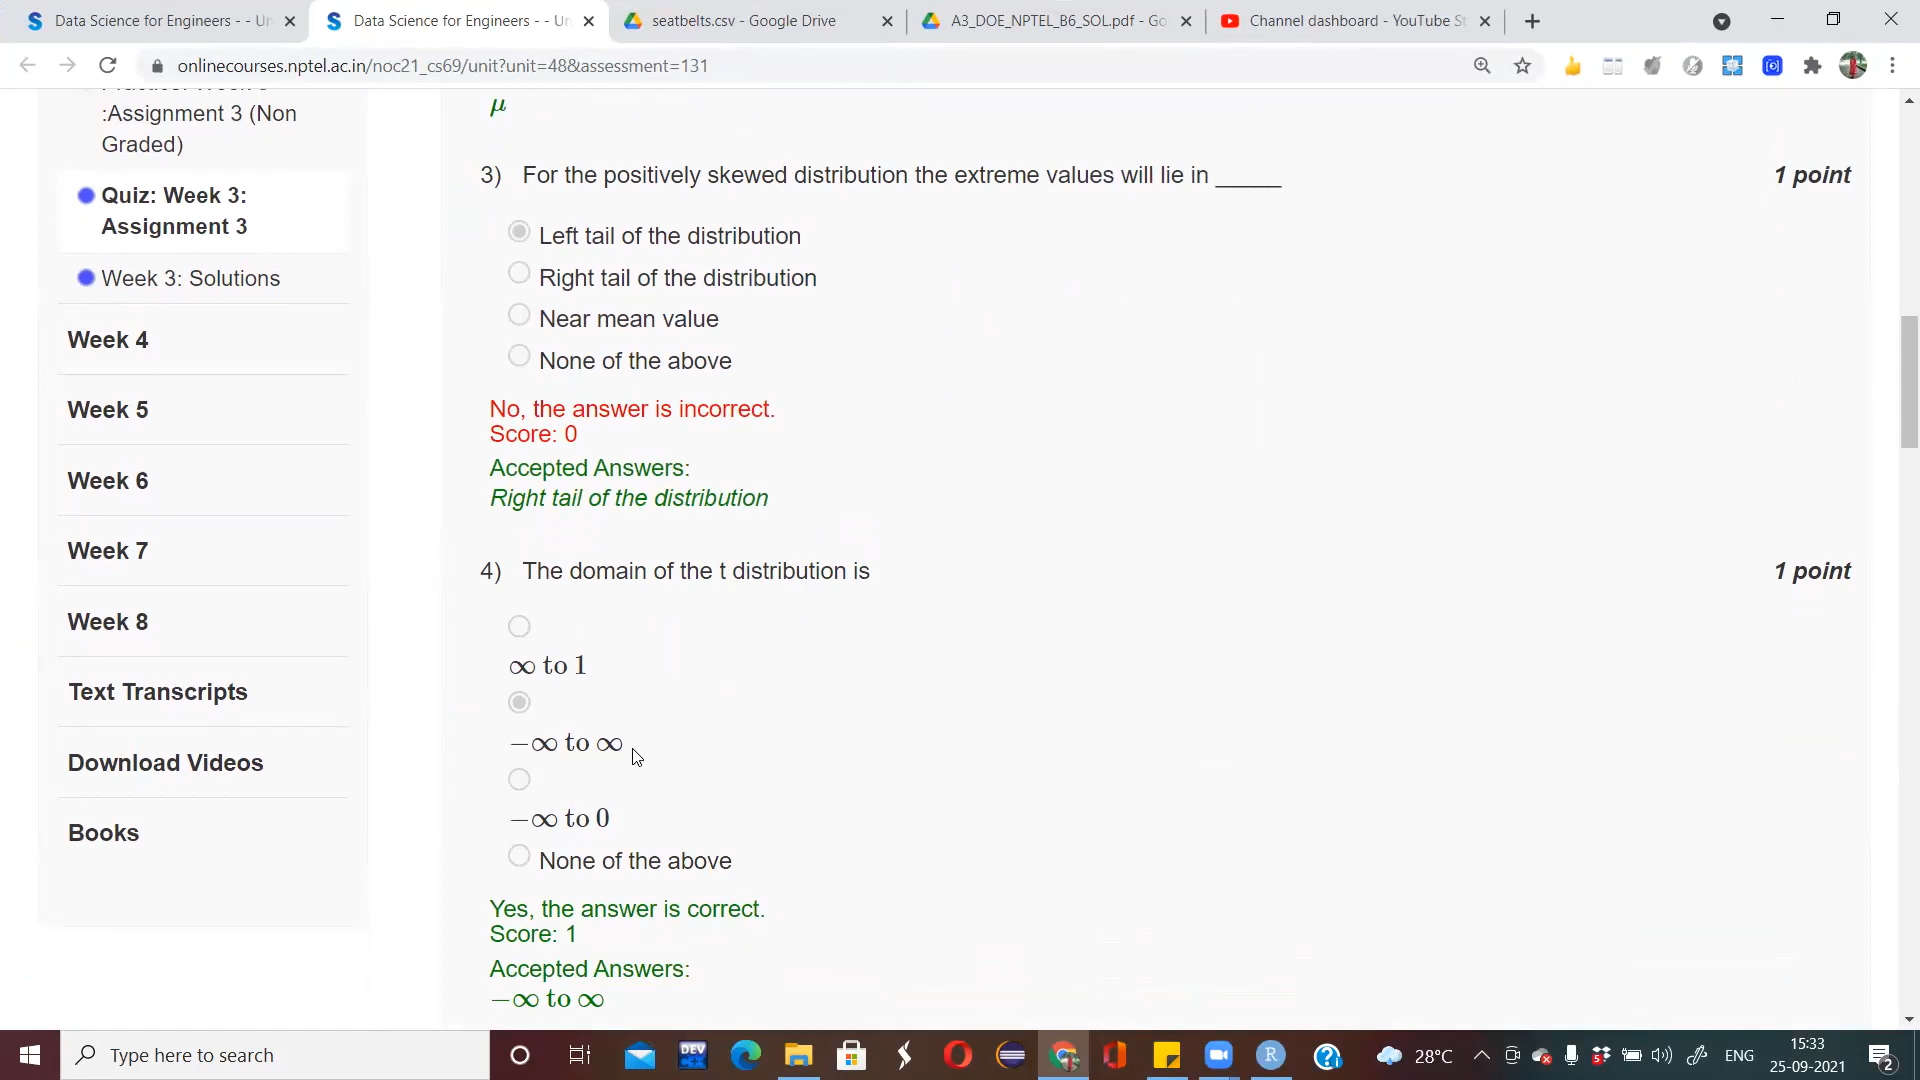 Data Science for Engineers - - Un
Data Science for Engineers - - Un
seatbelts.csv - Google Drive
A3_DOE_NPTEL_B6_SOL.pdf - Go
Channel dashboard - YouTube St
onlinecourses.nptel.ac.in/noc21_cs69/unit?unit=48&assessment=131
:Assignment 3 (Non
Graded)
Quiz: Week 3:
Assignment 3
Week 3: Solutions
Week 4
Week 5
Week 6
Week 7
Week 8
Text Transcripts
Download Videos
Books
μ
3) For the positively skewed distribution the extreme values will lie in _____
1 point
Left tail of the distribution
Right tail of the distribution
Near mean value
None of the above
No, the answer is incorrect.
Score: 0
Accepted Answers:
Right tail of the distribution
4) The domain of the t distribution is
1 point
∞ to 1
−∞ to ∞
−∞ to 0
None of the above
Yes, the answer is correct.
Score: 1
Accepted Answers:
−∞ to ∞
Type here to search
DEV
28°C
ENG
15:33
25-09-2021
2